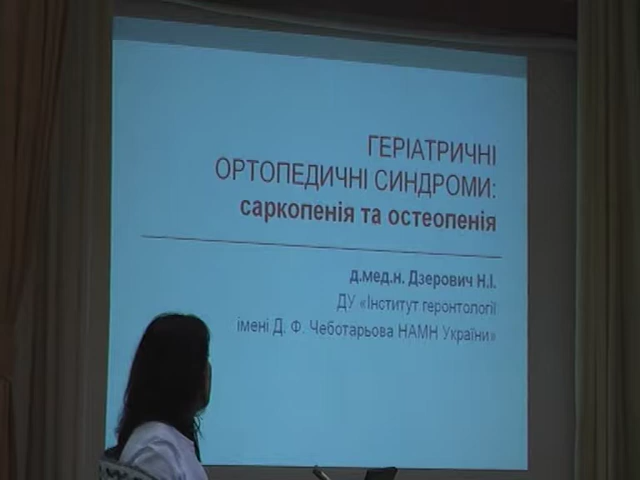 ГЕРІАТРИЧНІ
ОРТОПЕДИЧНІ СИНДРОМИ:
саркопенія та остеопенія
д.мед.н. Дзерович Н.І.
ДУ «Інститут геронтології
імені Д. Ф. Чеботарьова НАМН України»